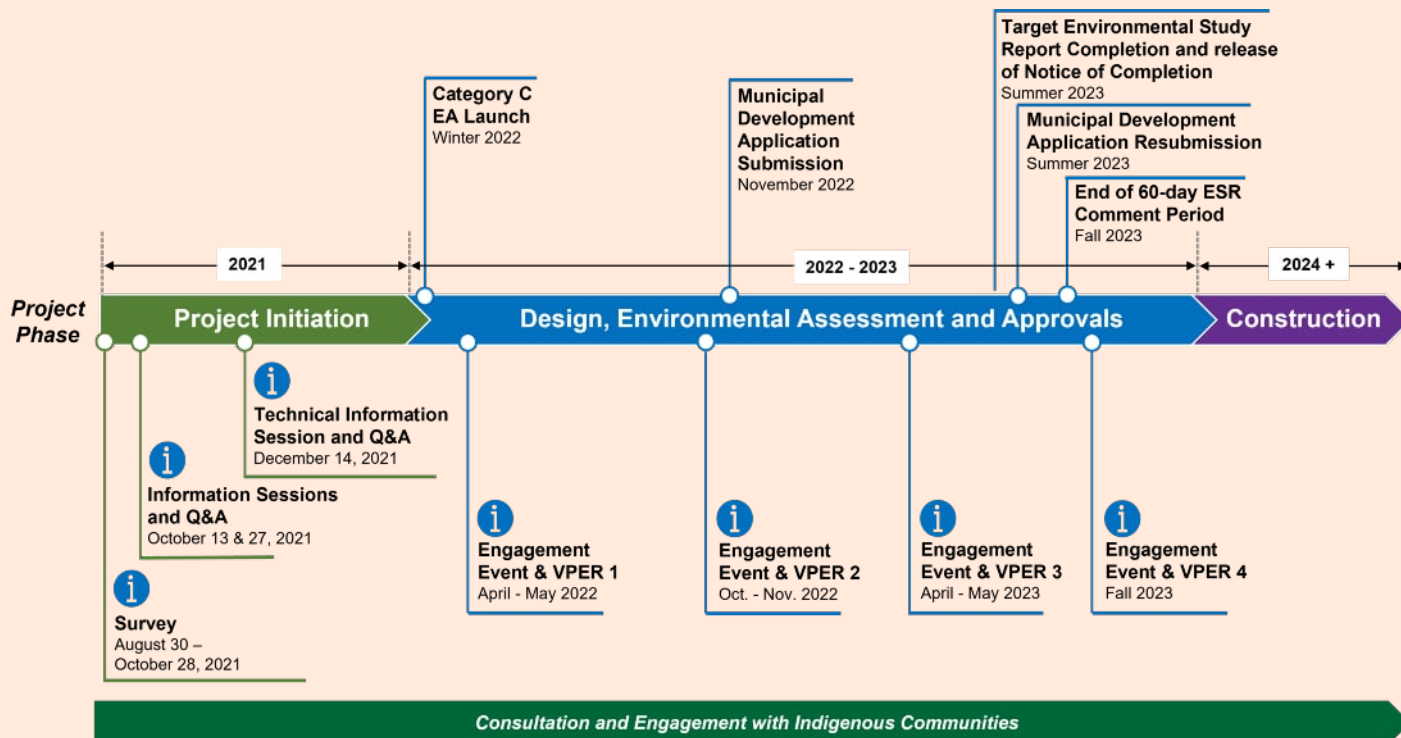 Target Environmental Study
Report Completion and release
of Notice of Completion
Summer 2023
Category C
EA Launch
Winter 2022
Municipal
Development
Application
Submission
November 2022
Municipal Development
Application Resubmission
Summer 2023
End of 60-day ESR
Comment Period
Fall 2023
2021
2022 - 2023
2024 +
Project
Phase
Project Initiation
Design, Environmental Assessment and Approvals
Construction
i
Technical Information
Session and Q&A
December 14, 2021
i
Information Sessions
and Q&A
October 13 & 27, 2021
i
Survey
August 30 –
October 28, 2021
i
Engagement
Event & VPER 1
April - May 2022
i
Engagement
Event & VPER 2
Oct. - Nov. 2022
i
Engagement
Event & VPER 3
April - May 2023
i
Engagement
Event & VPER 4
Fall 2023
Consultation and Engagement with Indigenous Communities